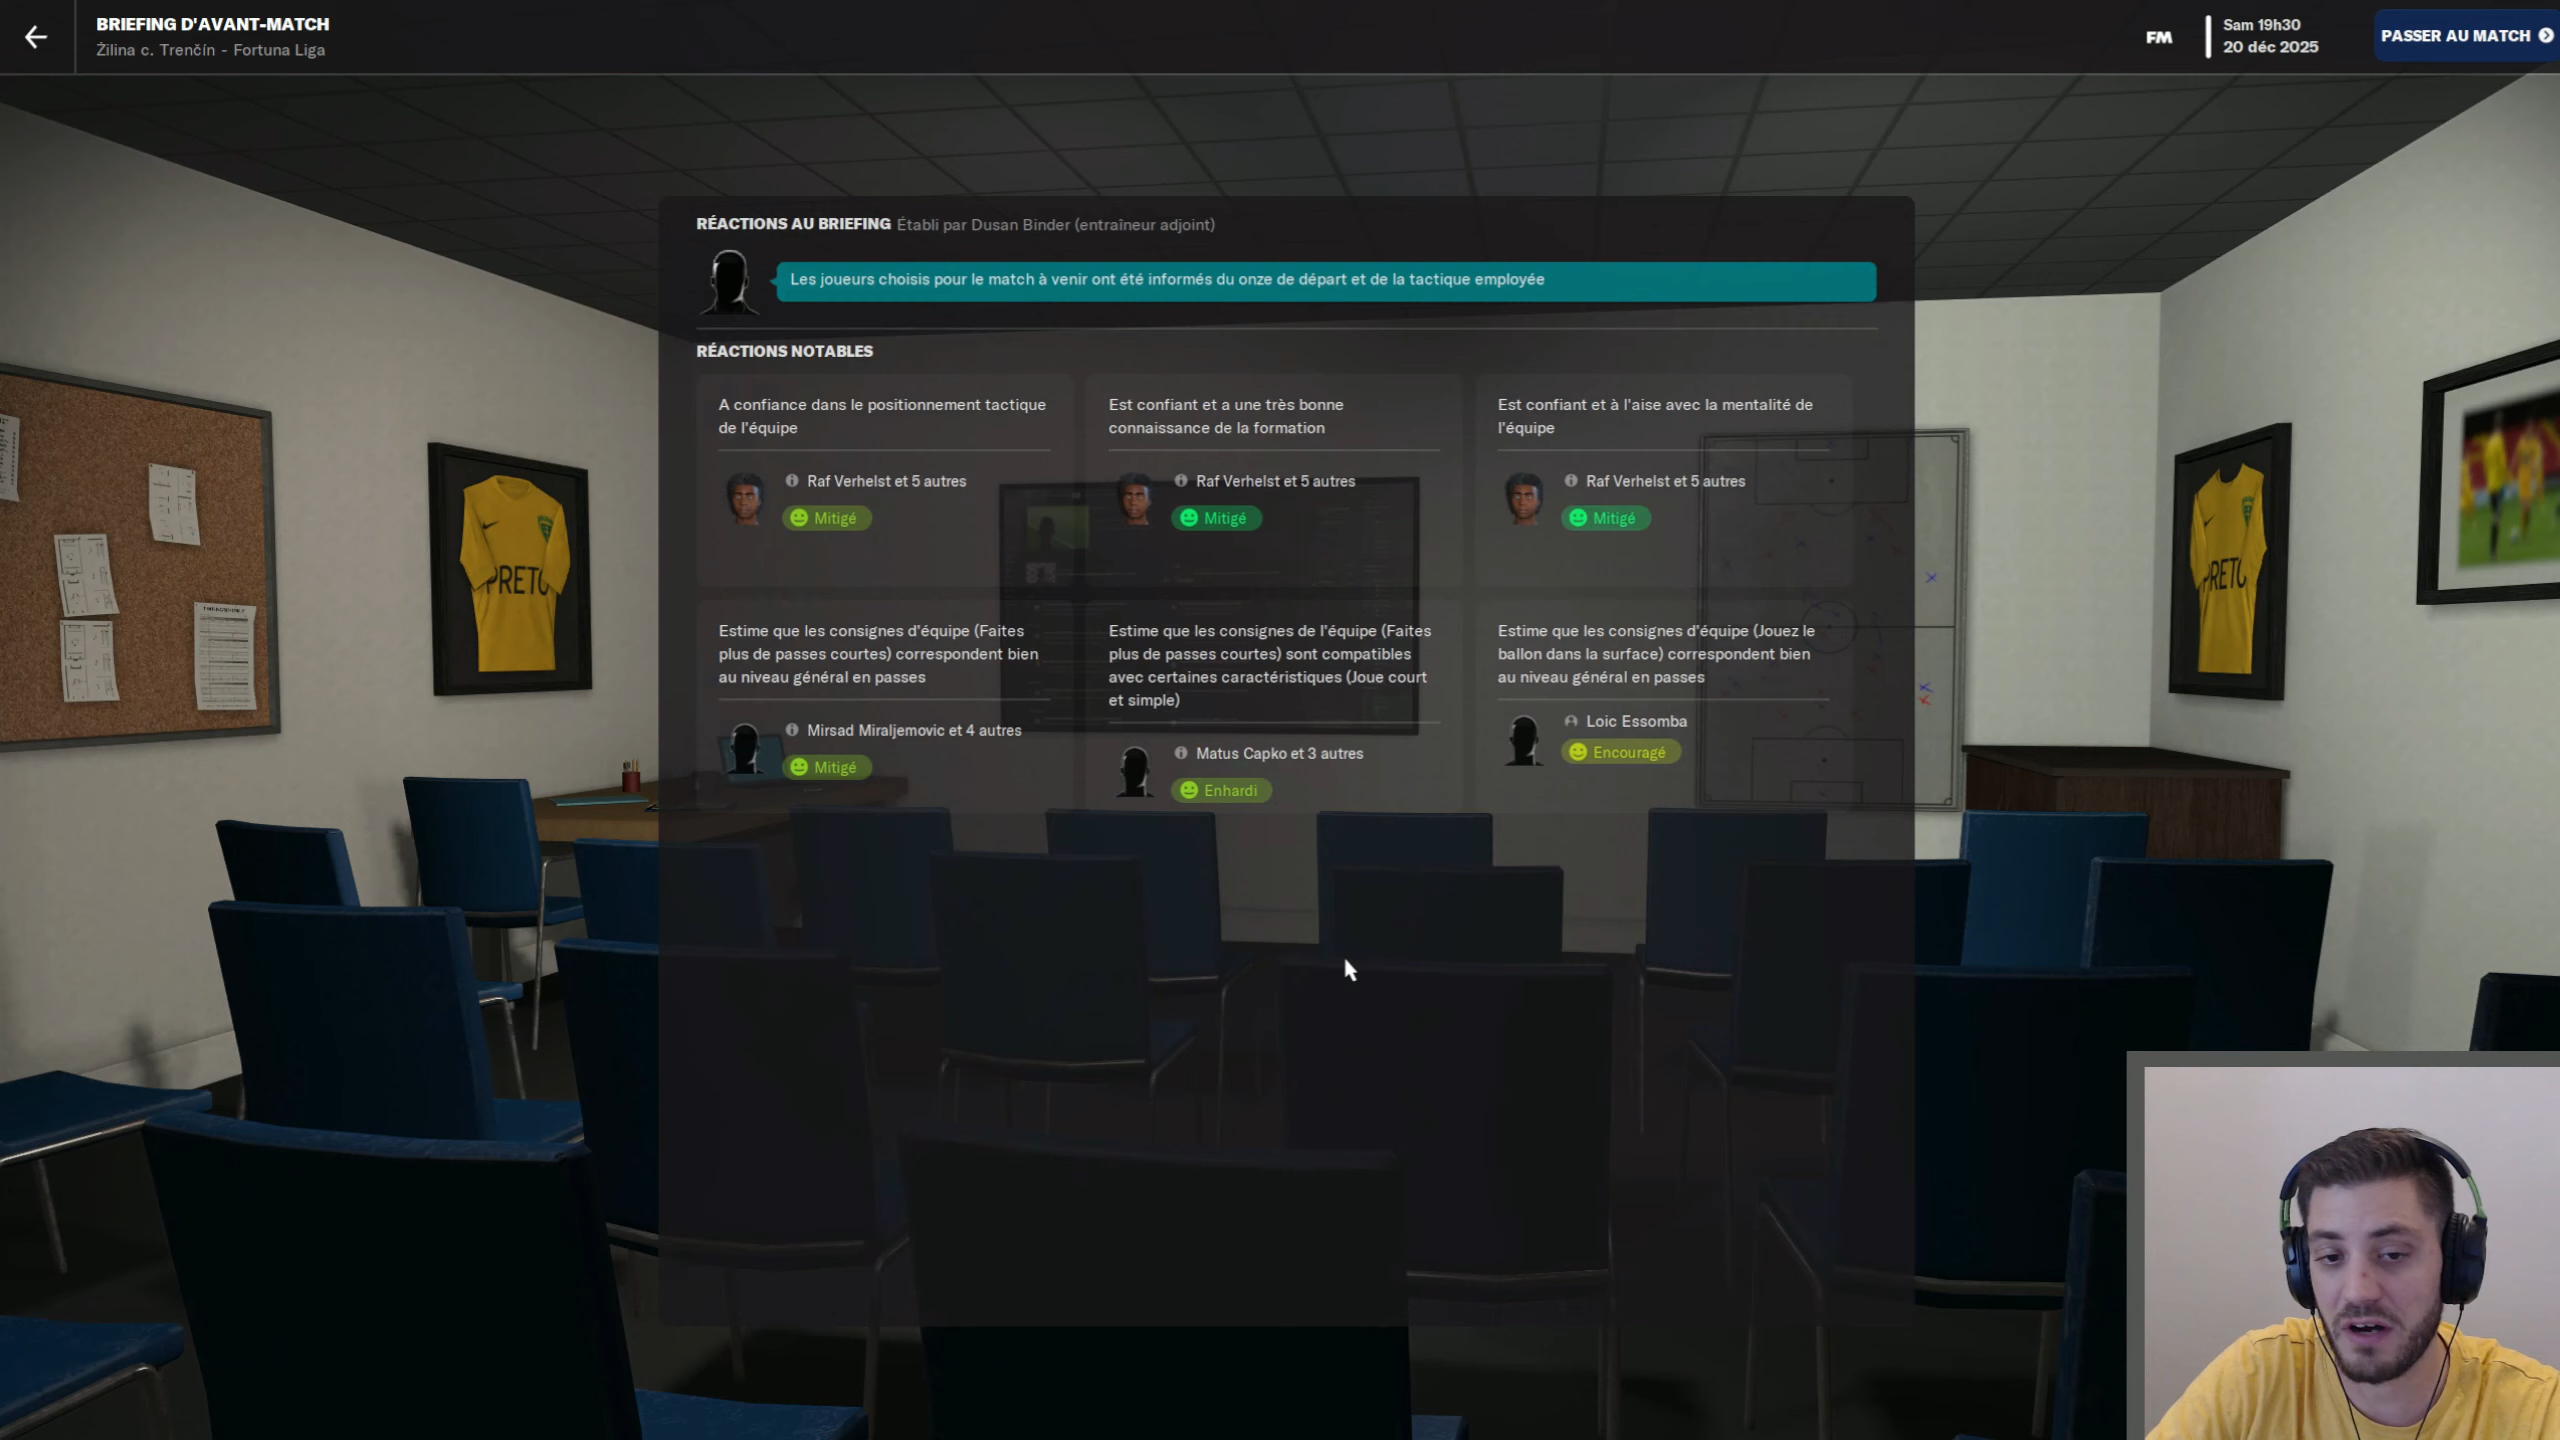 BRIEFING D'AVANT-MATCH
Žilina c. Trenčín - Fortuna Liga
FM
Sam 19h30
20 déc 2025
PASSER AU MATCH
RÉACTIONS AU BRIEFING Établi par Dusan Binder (entraîneur adjoint)
Les joueurs choisis pour le match à venir ont été informés du onze de départ et de la tactique employée
RÉACTIONS NOTABLES
A confiance dans le positionnement tactique
de l'équipe
Raf Verhelst et 5 autres
Mitigé
Est confiant et a une très bonne
connaissance de la formation
Raf Verhelst et 5 autres
Mitigé
Est confiant et à l'aise avec la mentalité de
l'équipe
Raf Verhelst et 5 autres
Mitigé
Estime que les consignes d'équipe (Faites
plus de passes courtes) correspondent bien
au niveau général en passes
Mirsad Miraljemovic et 4 autres
Mitigé
Estime que les consignes de l'équipe (Faites
plus de passes courtes) sont compatibles
avec certaines caractéristiques (Joue court
et simple)
Matus Capko et 3 autres
Enhardi
Estime que les consignes d'équipe (Jouez le
ballon dans la surface) correspondent bien
au niveau général en passes
Loic Essomba
Encouragé